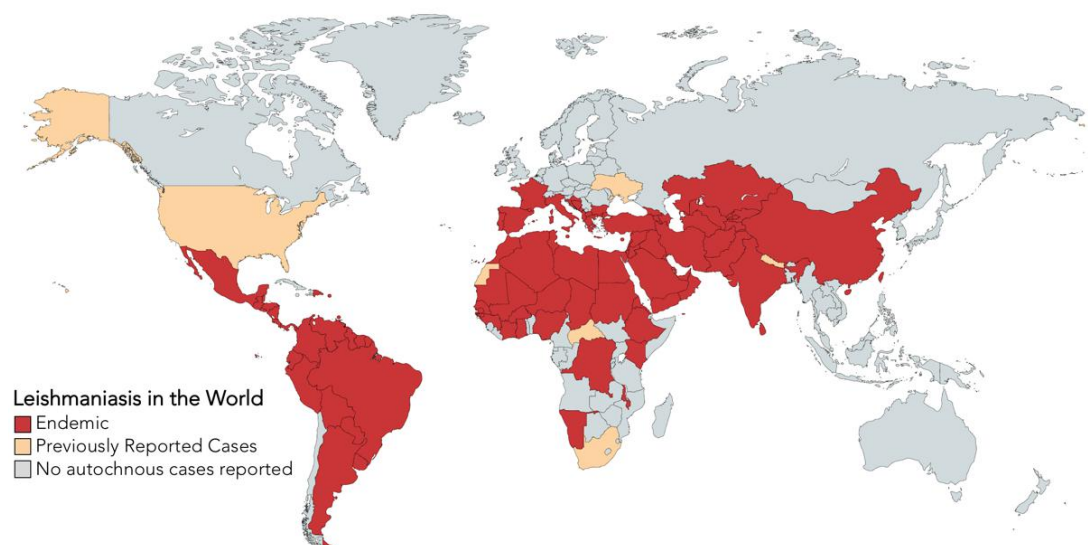 Leishmaniasis in the World
Endemic
Previously Reported Cases
No autochnous cases reported